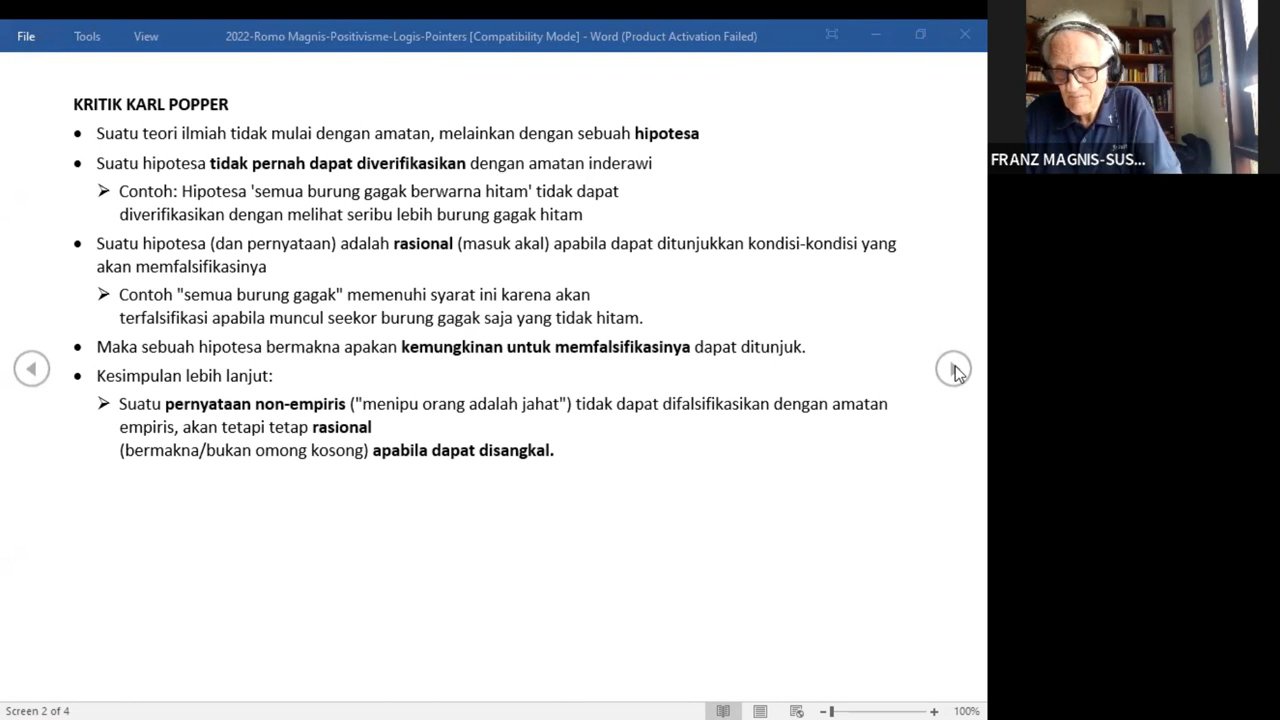 File Tools View 2022-Romo Magnis-Positivisme-Logis-Pointers [Compatibility Mode] - Word (Product Activation Failed)
FRANZ MAGNIS-SUS...
KRITIK KARL POPPER
• Suatu teori ilmiah tidak mulai dengan amatan, melainkan dengan sebuah hipotesa
• Suatu hipotesa tidak pernah dapat diverifikasikan dengan amatan inderawi
➢ Contoh: Hipotesa 'semua burung gagak berwarna hitam' tidak dapat
diverifikasikan dengan melihat seribu lebih burung gagak hitam
• Suatu hipotesa (dan pernyataan) adalah rasional (masuk akal) apabila dapat ditunjukkan kondisi-kondisi yang
akan memfalsifikasinya
➢ Contoh "semua burung gagak" memenuhi syarat ini karena akan
terfalsifikasi apabila muncul seekor burung gagak saja yang tidak hitam.
• Maka sebuah hipotesa bermakna apakan kemungkinan untuk memfalsifikasinya dapat ditunjuk.
• Kesimpulan lebih lanjut:
➢ Suatu pernyataan non-empiris ("menipu orang adalah jahat") tidak dapat difalsifikasikan dengan amatan
empiris, akan tetapi tetap rasional
(bermakna/bukan omong kosong) apabila dapat disangkal.
Screen 2 of 4 100%